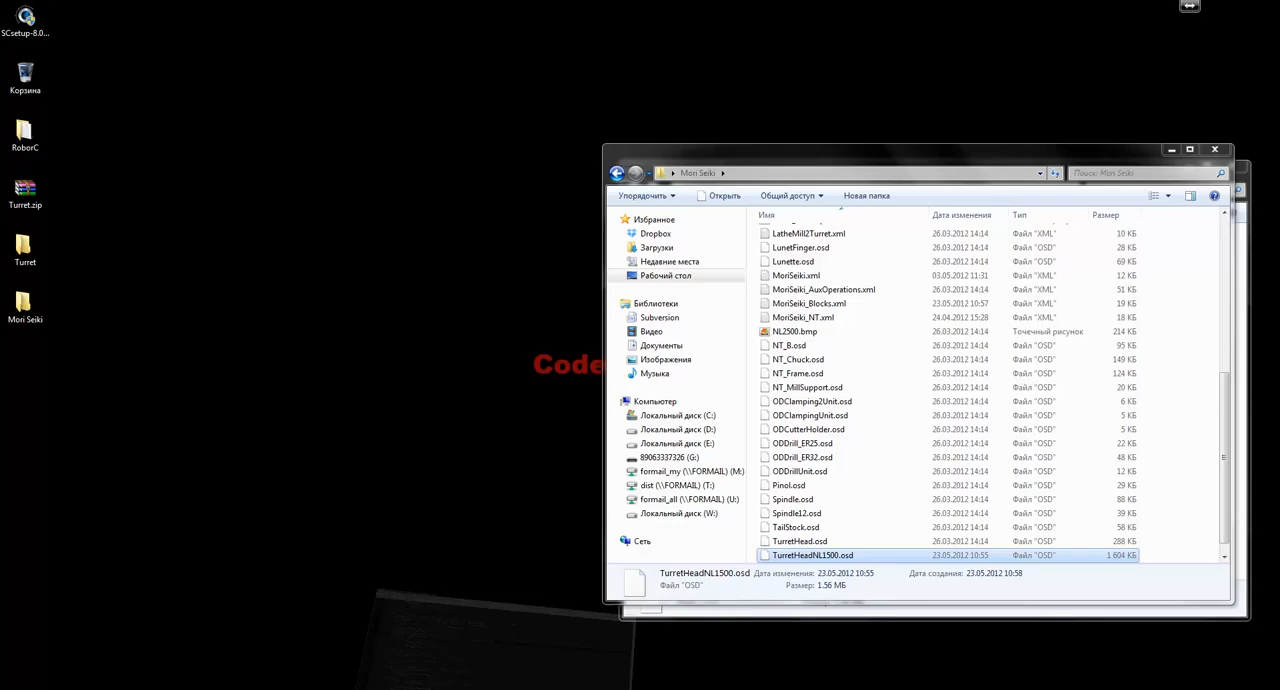 SCsetup-8.0...
Корзина
RoborC
Turret.zip
Turret
Mori Seiki
Code
Mori Seiki
Поиск: Mori Seiki
Упорядочить
Открыть
Общий доступ
Новая папка
Избранное
Dropbox
Загрузки
Недавние места
Рабочий стол
Библиотеки
Subversion
Видео
Документы
Изображения
Музыка
Компьютер
Локальный диск (C:)
Локальный диск (D:)
Локальный диск (E:)
89063337326 (G:)
formail_my (\\FORMAIL) (M:)
dist (\\FORMAIL) (T:)
formail_all (\\FORMAIL) (U:)
Локальный диск (W:)
Сеть
Имя Дата изменения Тип Размер
LatheMill2Turret.xml 26.03.2012 14:14 Файл "XML" 10 КБ
LunetFinger.osd 26.03.2012 14:14 Файл "OSD" 28 КБ
Lunette.osd 26.03.2012 14:14 Файл "OSD" 69 КБ
MoriSeiki.xml 03.05.2012 11:31 Файл "XML" 12 КБ
MoriSeiki_AuxOperations.xml 26.03.2012 14:14 Файл "XML" 51 КБ
MoriSeiki_Blocks.xml 23.05.2012 10:57 Файл "XML" 19 КБ
MoriSeiki_NT.xml 24.04.2012 15:28 Файл "XML" 18 КБ
NL2500.bmp 26.03.2012 14:14 Точечный рисунок 214 КБ
NT_B.osd 26.03.2012 14:14 Файл "OSD" 95 КБ
NT_Chuck.osd 26.03.2012 14:14 Файл "OSD" 149 КБ
NT_Frame.osd 26.03.2012 14:14 Файл "OSD" 124 КБ
NT_MillSupport.osd 26.03.2012 14:14 Файл "OSD" 20 КБ
ODClamping2Unit.osd 26.03.2012 14:14 Файл "OSD" 6 КБ
ODClampingUnit.osd 26.03.2012 14:14 Файл "OSD" 5 КБ
ODCutterHolder.osd 26.03.2012 14:14 Файл "OSD" 5 КБ
ODDrill_ER25.osd 26.03.2012 14:14 Файл "OSD" 22 КБ
ODDrill_ER32.osd 26.03.2012 14:14 Файл "OSD" 48 КБ
ODDrillUnit.osd 26.03.2012 14:14 Файл "OSD" 12 КБ
Pinol.osd 26.03.2012 14:14 Файл "OSD" 29 КБ
Spindle.osd 26.03.2012 14:14 Файл "OSD" 88 КБ
Spindle12.osd 26.03.2012 14:14 Файл "OSD" 39 КБ
TailStock.osd 26.03.2012 14:14 Файл "OSD" 58 КБ
TurretHead.osd 26.03.2012 14:14 Файл "OSD" 288 КБ
TurretHeadNL1500.osd 23.05.2012 10:55 Файл "OSD" 1 604 КБ
TurretHeadNL1500.osd Дата изменения: 23.05.2012 10:55 Дата создания: 23.05.2012 10:58
Файл "OSD" Размер: 1.56 МБ